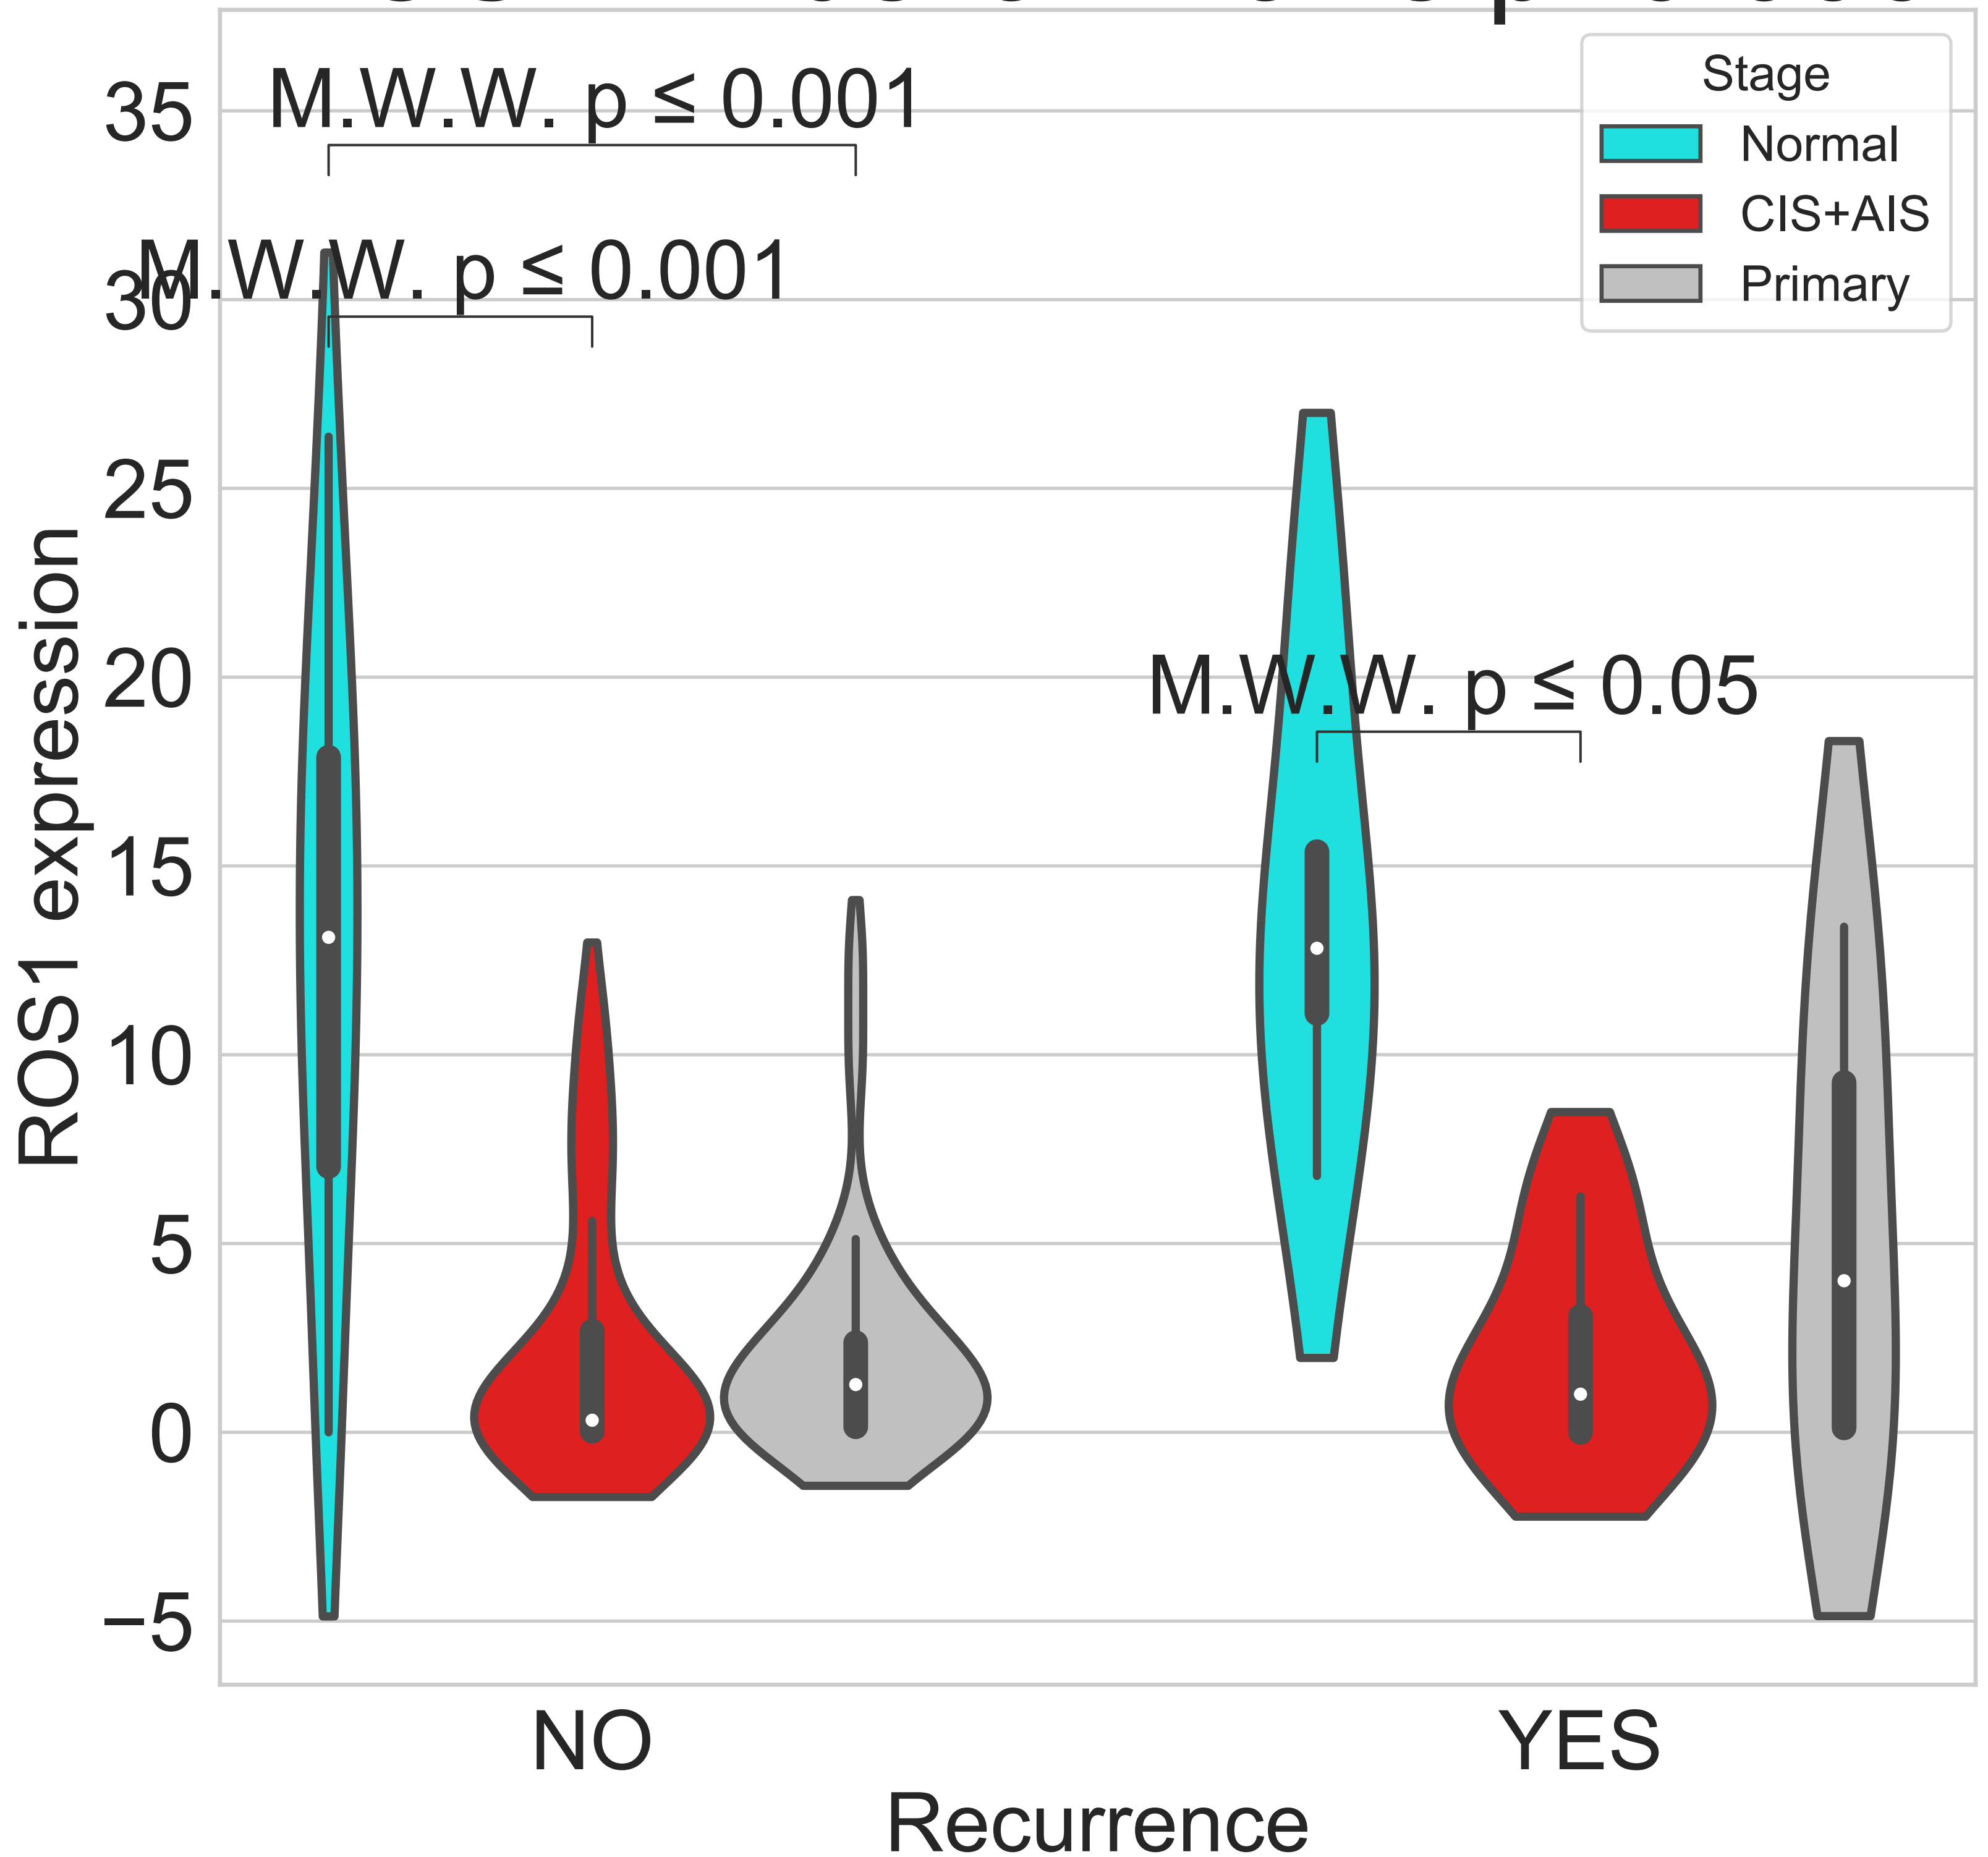 M.W.W. p ≤ 0.001
M.W.W. p ≤ 0.001
M.W.W. p ≤ 0.05
Stage
Normal
CIS+AIS
Primary
35
30
25
20
15
10
5
0
−5
ROS1 expression
NO
YES
Recurrence